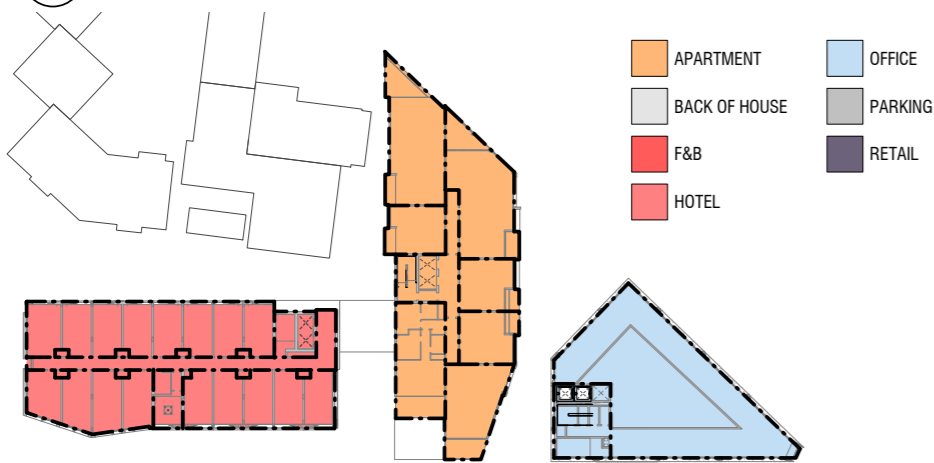 APARTMENT
BACK OF HOUSE
F&B
HOTEL
OFFICE
PARKING
RETAIL